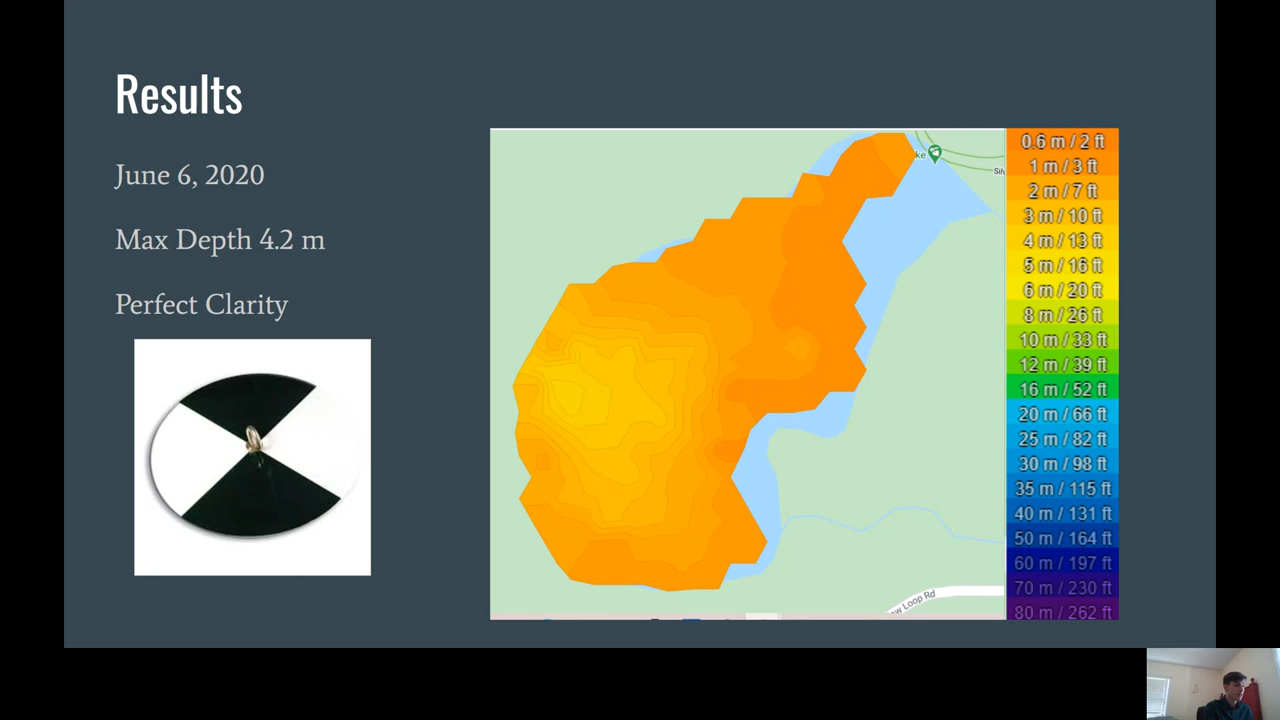 Results
June 6, 2020
Max Depth 4.2 m
Perfect Clarity
ke
Silv
w Loop Rd
0.6 m / 2 ft
1 m / 3 ft
2 m / 7 ft
3 m / 10 ft
4 m / 13 ft
5 m / 16 ft
6 m / 20 ft
8 m / 26 ft
10 m / 33 ft
12 m / 39 ft
16 m / 52 ft
20 m / 66 ft
25 m / 82 ft
30 m / 98 ft
35 m / 115 ft
40 m / 131 ft
50 m / 164 ft
60 m / 197 ft
70 m / 230 ft
80 m / 262 ft